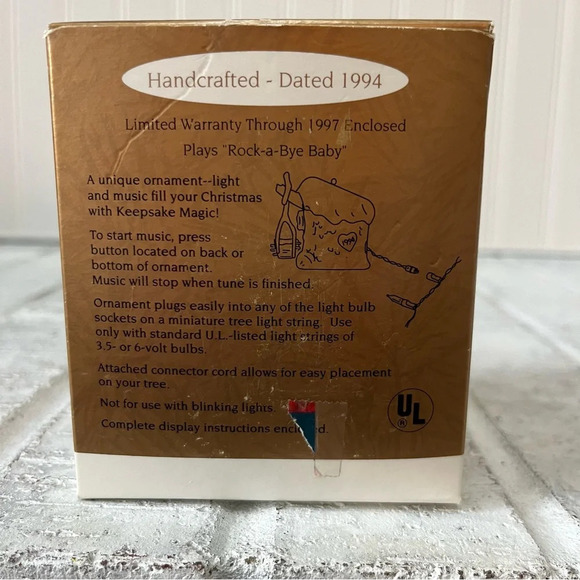 Handcrafted - Dated 1994
Limited Warranty Through 1997 Enclosed
Plays "Rock-a-Bye Baby"
A unique ornament--light
and music fill your Christmas
with Keepsake Magic!
To start music, press
button located on back or
bottom of ornament.
Music will stop when tune is finished.
1994
Ornament plugs easily into any of the light bulb
sockets on a miniature tree light string. Use
only with standard U.L.-listed light strings of
3.5- or 6-volt bulbs.
Attached connector cord allows for easy placement
on your tree.
Not for use with blinking lights.
UL
®
Complete display instructions